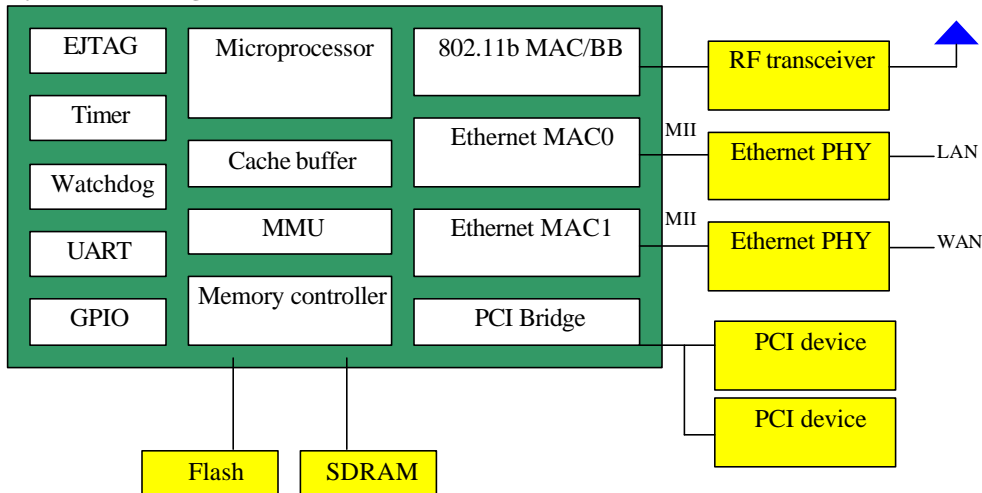 EJTAG
Microprocessor
802.11b MAC/BB
RF transceiver
Timer
Ethernet MAC0
MII
Ethernet PHY
LAN
Cache buffer
Watchdog
MMU
Ethernet MAC1
MII
Ethernet PHY
WAN
UART
Memory controller
GPIO
PCI Bridge
PCI device
PCI device
Flash
SDRAM